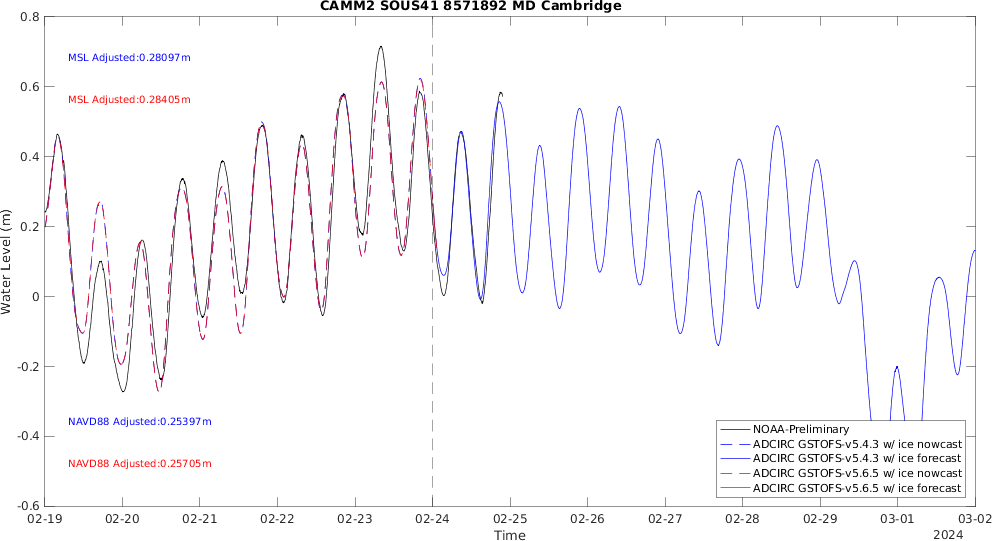 CAMM2 SOUS41 8571892 MD Cambridge
0.8
0.6
0.4
0.2
0
-0.2
-0.4
-0.6
Water Level (m)
MSL Adjusted:0.28097m
MSL Adjusted:0.28405m
NAVD88 Adjusted:0.25397m
NAVD88 Adjusted:0.25705m
NOAA-Preliminary
ADCIRC GSTOFS-v5.4.3 w/ ice nowcast
ADCIRC GSTOFS-v5.4.3 w/ ice forecast
ADCIRC GSTOFS-v5.6.5 w/ ice nowcast
ADCIRC GSTOFS-v5.6.5 w/ ice forecast
02-19 02-20 02-21 02-22 02-23 02-24 02-25 02-26 02-27 02-28 02-29 03-01 03-02
Time
2024